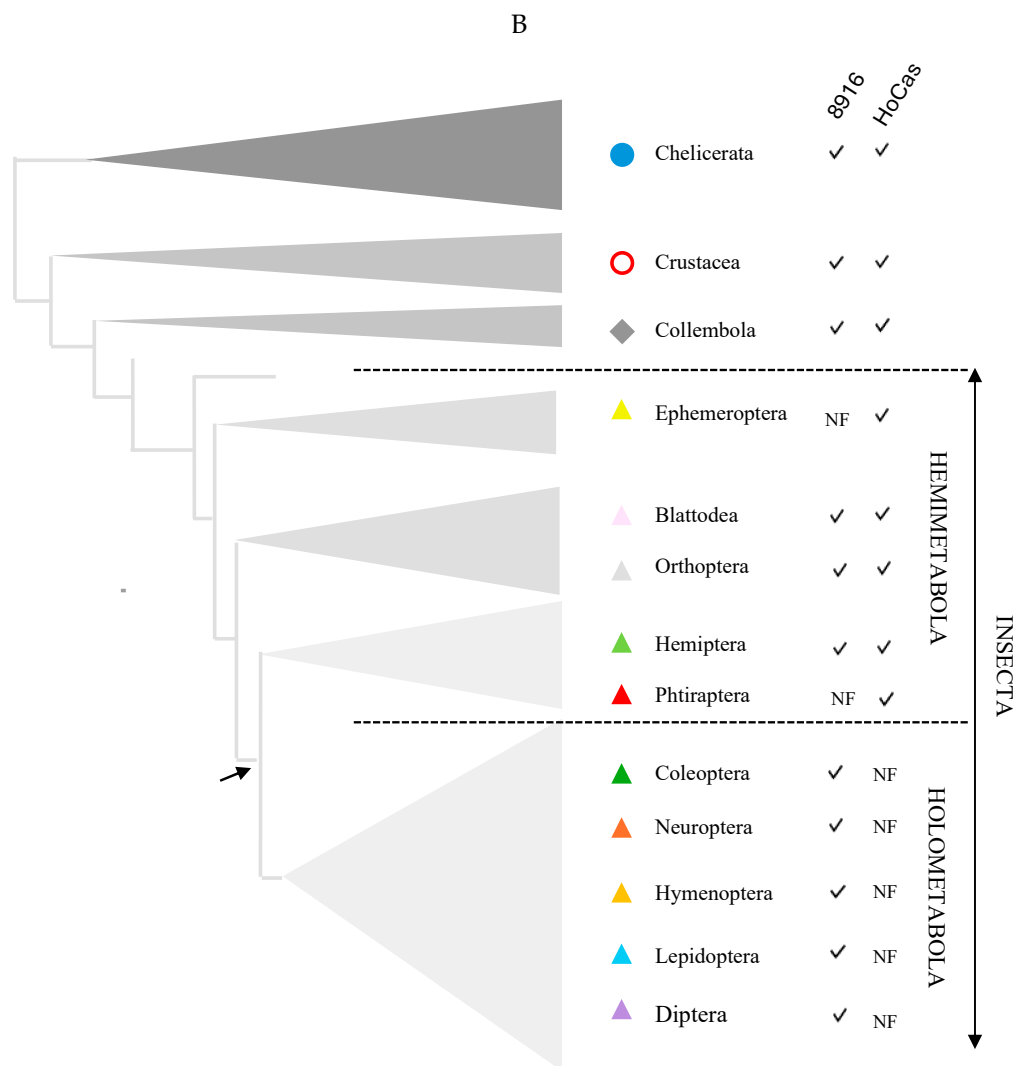 B
8916 HoCas
Chelicerata ✓ ✓
Crustacea ✓ ✓
Collembola ✓ ✓
Ephemeroptera NF ✓
Blattodea ✓ ✓
Orthoptera ✓ ✓
Hemiptera ✓ ✓
Phtiraptera NF ✓
HEMIMETABOLA
INSECTA
Coleoptera ✓ NF
Neuroptera ✓ NF
Hymenoptera ✓ NF
Lepidoptera ✓ NF
Diptera ✓ NF
HOLOMETABOLA